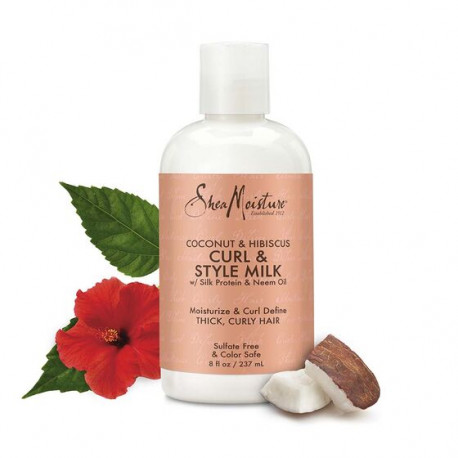 SheaMoisture
Established 1912
COCONUT & HIBISCUS
CURL &
STYLE MILK
w/ Silk Protein & Neem Oil
Moisturize & Curl Define
THICK, CURLY HAIR
Sulfate Free
& Color Safe
8 fl oz / 237 mL